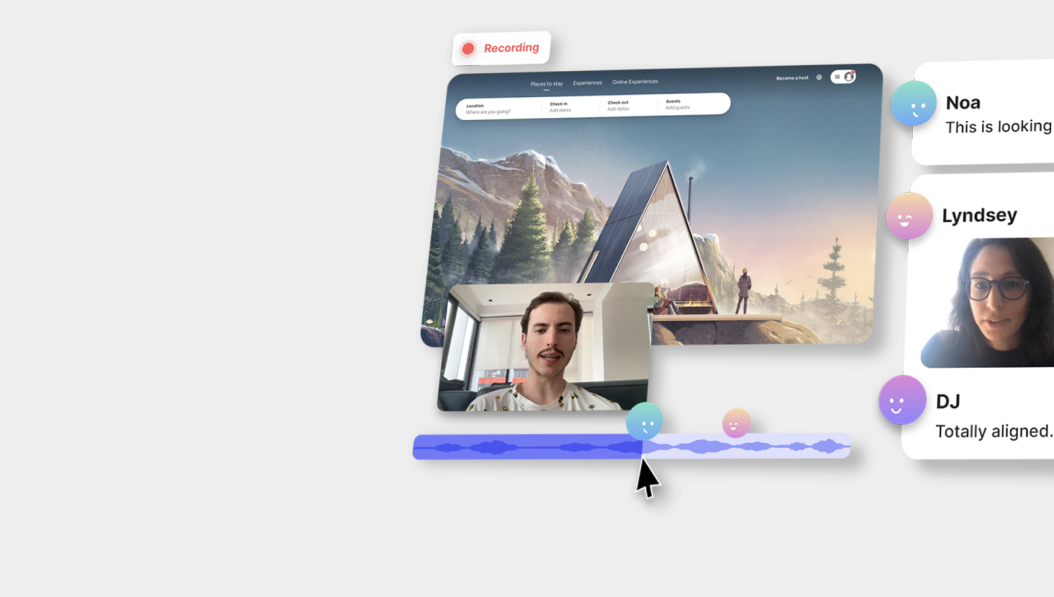 Recording
Places to stay Experiences Online Experiences
Become a host
Location Check in Check out Guests
Where are you going? Add dates Add dates Add guests
Noa
This is looking
Lyndsey
DJ
Totally aligned.